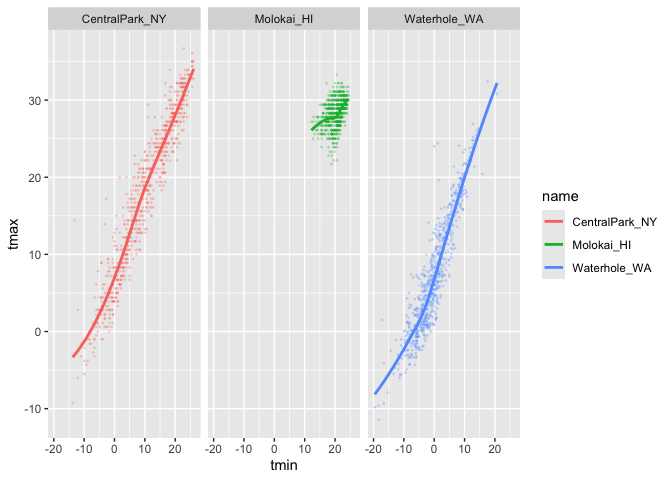 CentralPark_NY
Molokai_HI
Waterhole_WA
tmax
30
20
10
0
-10
-20 -10 0 10 20
-20 -10 0 10 20
-20 -10 0 10 20
tmin
name
CentralPark_NY
Molokai_HI
Waterhole_WA